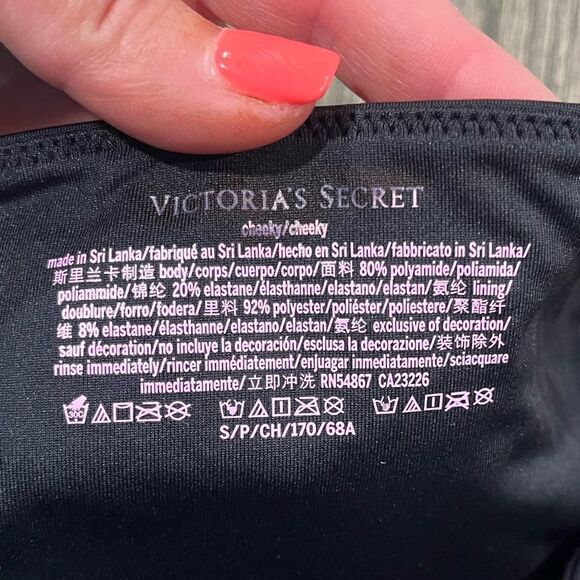 VICTORIA'S SECRET
cheeky/cheeky
made in Sri Lanka/fabriqué au Sri Lanka/hecho en Sri Lanka/fabbricato in Sri Lanka/
斯里兰卡制造 body/corps/cuerpo/corpo/面料 80% polyamide/poliamida/
poliammide/锦纶 20% elastane/élasthanne/elastano/elastan/氨纶 lining/
doublure/forro/fodera/里料 92% polyester/poliéster/poliestere/聚酯纤
维 8% elastane/élasthanne/elastano/elastan/氨纶 exclusive of decoration/
sauf décoration/no incluye la decoración/esclusa la decorazione/装饰除外
rinse immediately/rincer immédiatement/enjuagar inmediatamente/sciacquare
immediatamente/立即冲洗 RN54867 CA23226
30C
S/P/CH/170/68A